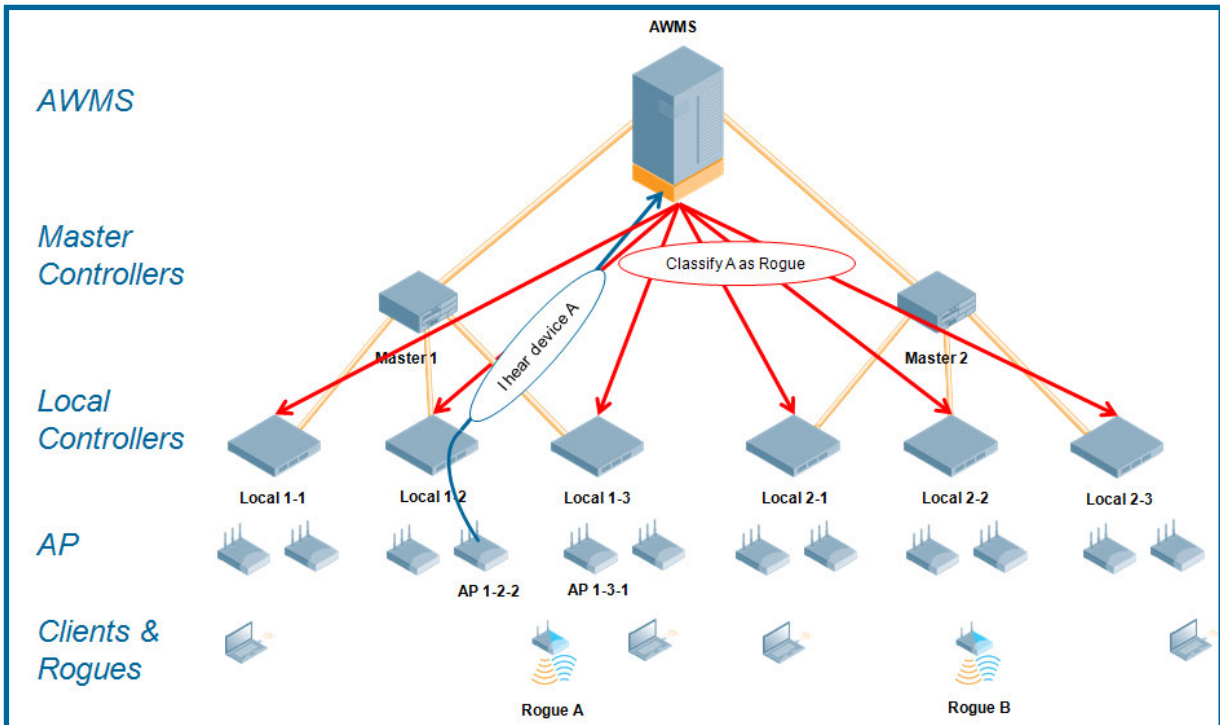 AWMS
AWMS
Master
Controllers
Classify A as Rogue
I hear device A
Master 1
Master 2
Local
Controllers
Local 1-1
Local 1-2
Local 1-3
Local 2-1
Local 2-2
Local 2-3
AP
AP 1-2-2
AP 1-3-1
Clients &
Rogues
Rogue A
Rogue B